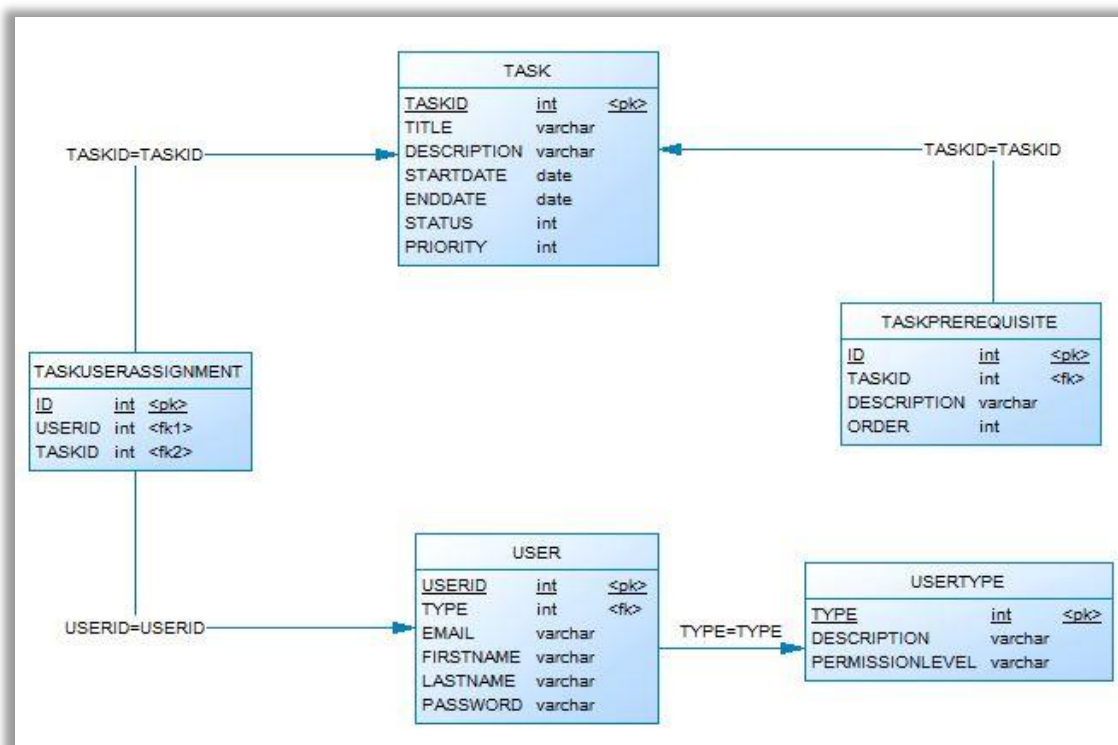 TASK
TASKID int <pk>
TITLE varchar
DESCRIPTION varchar
STARTDATE date
ENDDATE date
STATUS int
PRIORITY int
TASKID=TASKID
TASKID=TASKID
TASKPREREQUISITE
ID int <pk>
TASKID int <fk>
DESCRIPTION varchar
ORDER int
TASKUSERASSIGNMENT
ID int <pk>
USERID int <fk1>
TASKID int <fk2>
USERID=USERID
USER
USERID int <pk>
TYPE int <fk>
EMAIL varchar
FIRSTNAME varchar
LASTNAME varchar
PASSWORD varchar
TYPE=TYPE
USERTYPE
TYPE int <pk>
DESCRIPTION varchar
PERMISSIONLEVEL varchar